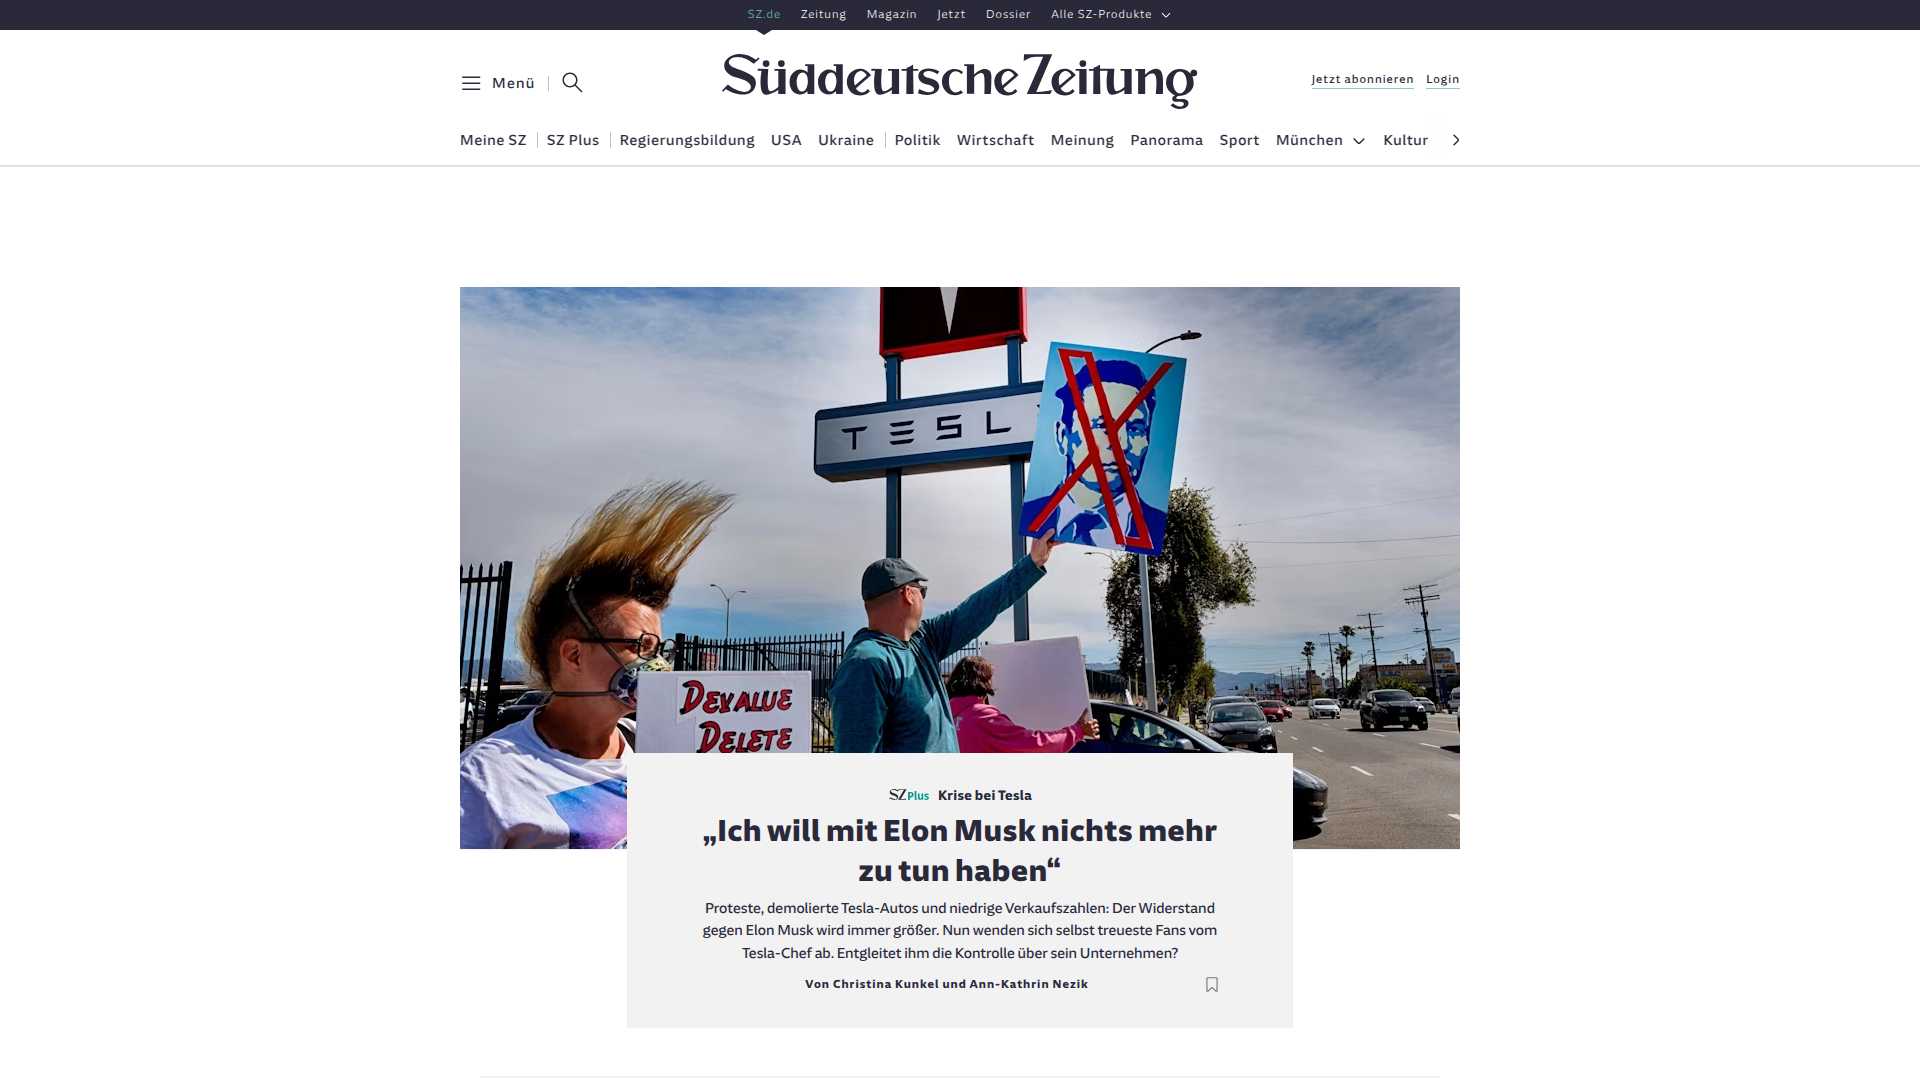 SZ.de Zeitung Magazin Jetzt Dossier Alle SZ-Produkte
Menü
Süddeutsche Zeitung
Jetzt abonnieren Login
Meine SZ SZ Plus Regierungsbildung USA Ukraine Politik Wirtschaft Meinung Panorama Sport München Kultur
TESL
DEVALUE
DELETE
SZ Plus Krise bei Tesla
„Ich will mit Elon Musk nichts mehr
zu tun haben“
Proteste, demolierte Tesla-Autos und niedrige Verkaufszahlen: Der Widerstand
gegen Elon Musk wird immer größer. Nun wenden sich selbst treueste Fans vom
Tesla-Chef ab. Entgleitet ihm die Kontrolle über sein Unternehmen?
Von Christina Kunkel und Ann-Kathrin Nezik